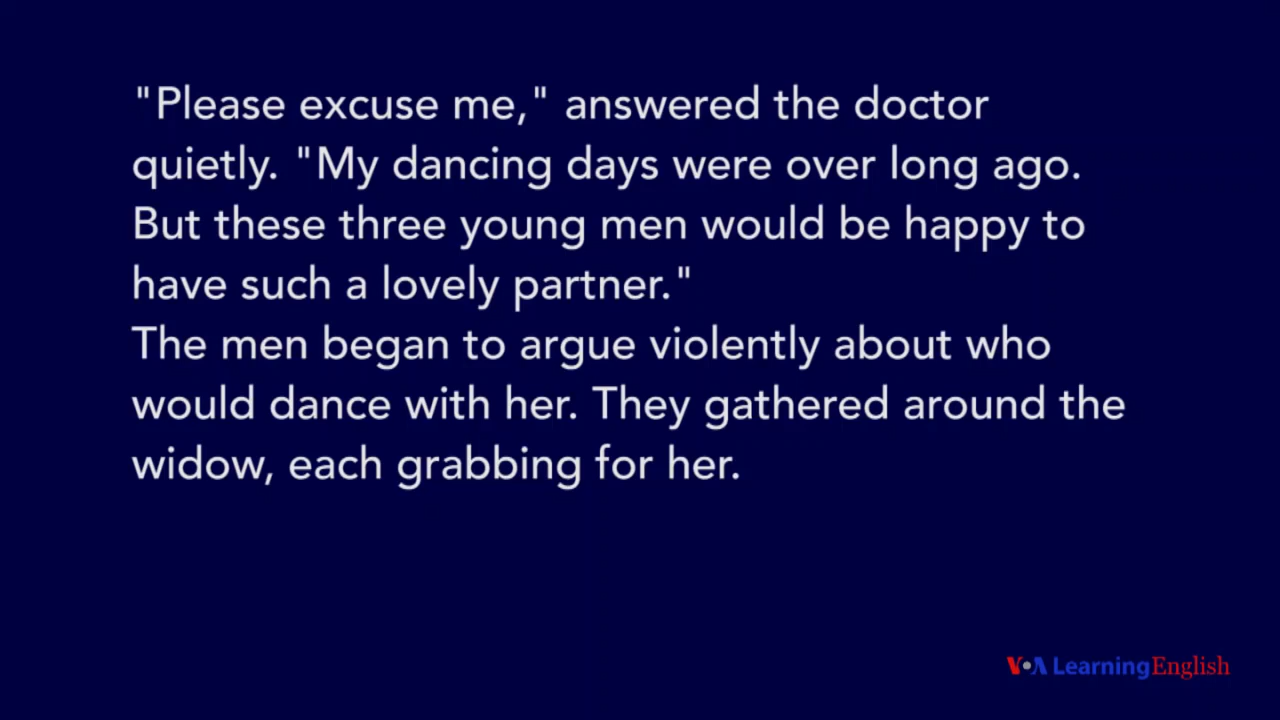 "Please excuse me," answered the doctor
quietly. "My dancing days were over long ago.
But these three young men would be happy to
have such a lovely partner."
The men began to argue violently about who
would dance with her. They gathered around the
widow, each grabbing for her.
VOA Learning English